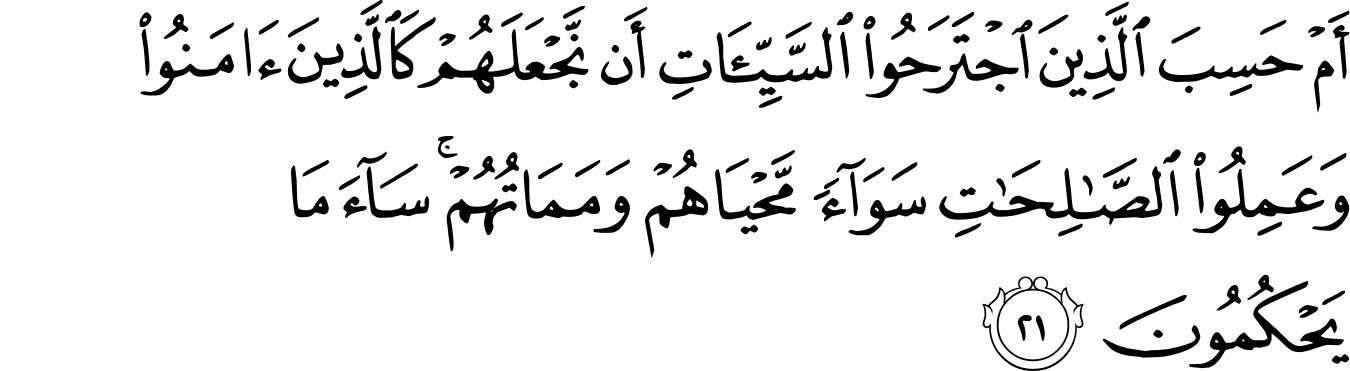 أَمْ حَسِبَ ٱلَّذِينَ ٱجْتَرَحُوا۟ ٱلسَّيِّـَٔاتِ أَن نَّجْعَلَهُمْ كَٱلَّذِينَ ءَامَنُوا۟
وَعَمِلُوا۟ ٱلصَّـٰلِحَـٰتِ سَوَآءً مَّحْيَاهُمْ وَمَمَاتُهُمْ ۚ سَآءَ مَا
يَحْكُمُونَ ٢١